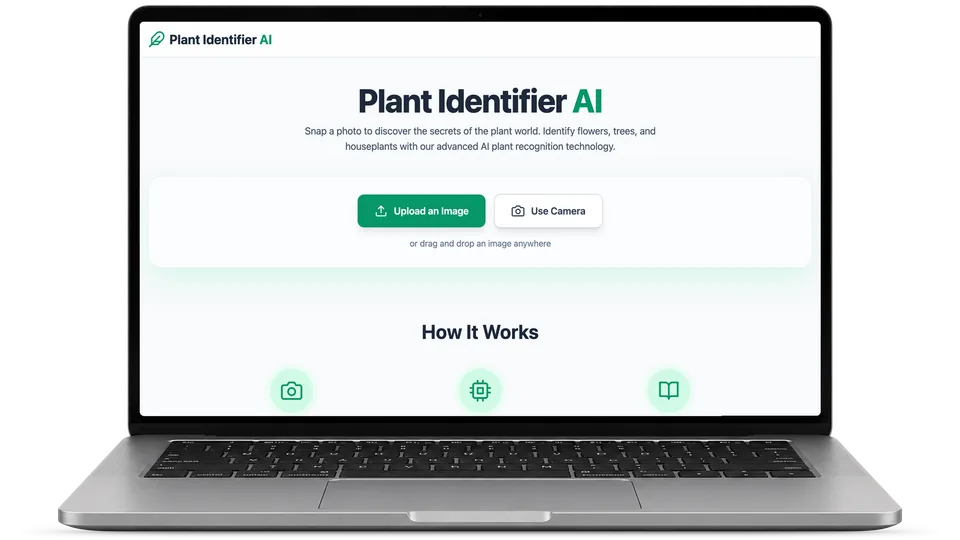 Plant Identifier AI
Plant Identifier AI
Snap a photo to discover the secrets of the plant world. Identify flowers, trees, and
houseplants with our advanced AI plant recognition technology.
Upload an Image
Use Camera
or drag and drop an image anywhere
How It Works